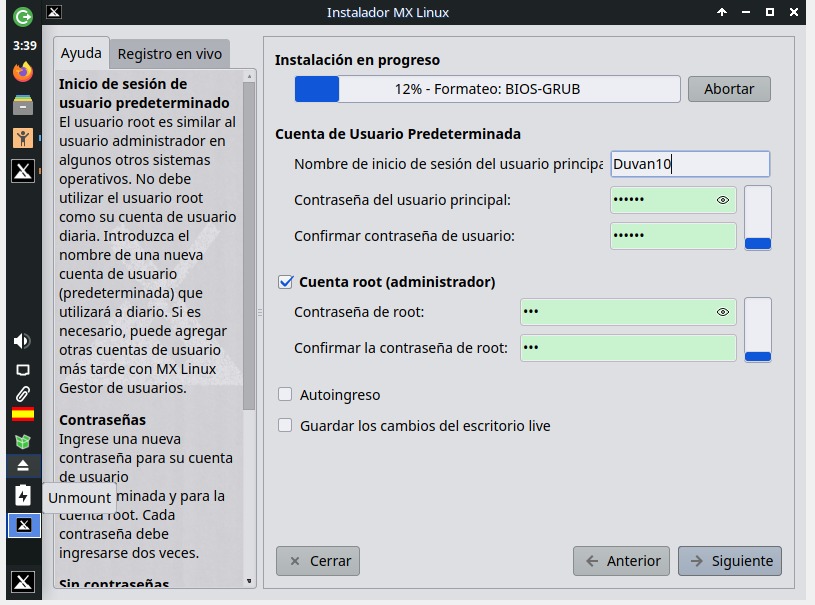 Instalador MX Linux
3:39
Ayuda
Registro en vivo
Inicio de sesión de
usuario predeterminado
El usuario root es similar al
usuario administrador en
algunos otros sistemas
operativos. No debe
utilizar el usuario root
como su cuenta de usuario
diaria. Introduzca el
nombre de una nueva
cuenta de usuario
(predeterminada) que
utilizará a diario. Si es
necesario, puede agregar
otras cuentas de usuario
más tarde con MX Linux
Gestor de usuarios.
Contraseñas
Ingrese una nueva
contraseña para su cuenta
de usuario
minada y para la
cuenta root. Cada
contraseña debe
ingresarse dos veces.
Sin contraseñas
Unmount
Instalación en progreso
12% - Formateo: BIOS-GRUB
Abortar
Cuenta de Usuario Predeterminada
Nombre de inicio de sesión del usuario principa
Duvan10
Contraseña del usuario principal:
••••••
Confirmar contraseña de usuario:
••••••
Cuenta root (administrador)
Contraseña de root:
•••
Confirmar la contraseña de root:
•••
Autoingreso
Guardar los cambios del escritorio live
Cerrar
Anterior
Siguiente